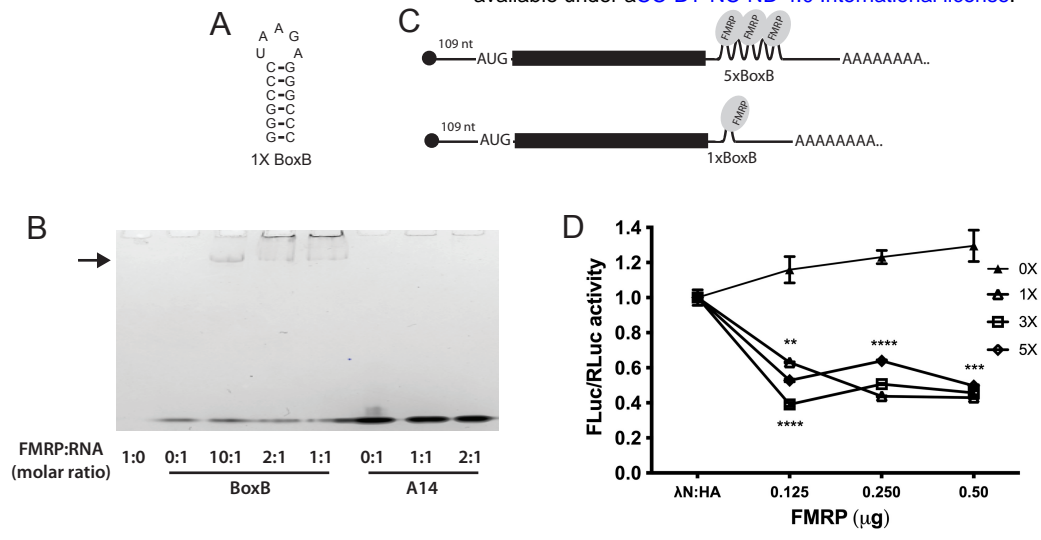 available under aCC-BY-NC-ND 4.0 International license.
A
A A G
U A
C - G
C - G
C - G
G - C
G - C
G - C
1X BoxB
C
FMRP FMRP FMRP
109 nt
AUG
AAAAAAAA..
5xBoxB
FMRP
109 nt
AUG
AAAAAAAA..
1xBoxB
B
FMRP:RNA 1:0 0:1 10:1 2:1 1:1 0:1 1:1 2:1
(molar ratio)
BoxB A14
D
FLuc/RLuc activity
1.4
1.2
1.0
0.8
0.6
0.4
0.2
0.0
** **** ***
****
0X
1X
3X
5X
λN:HA 0.125 0.250 0.50
FMRP (µg)